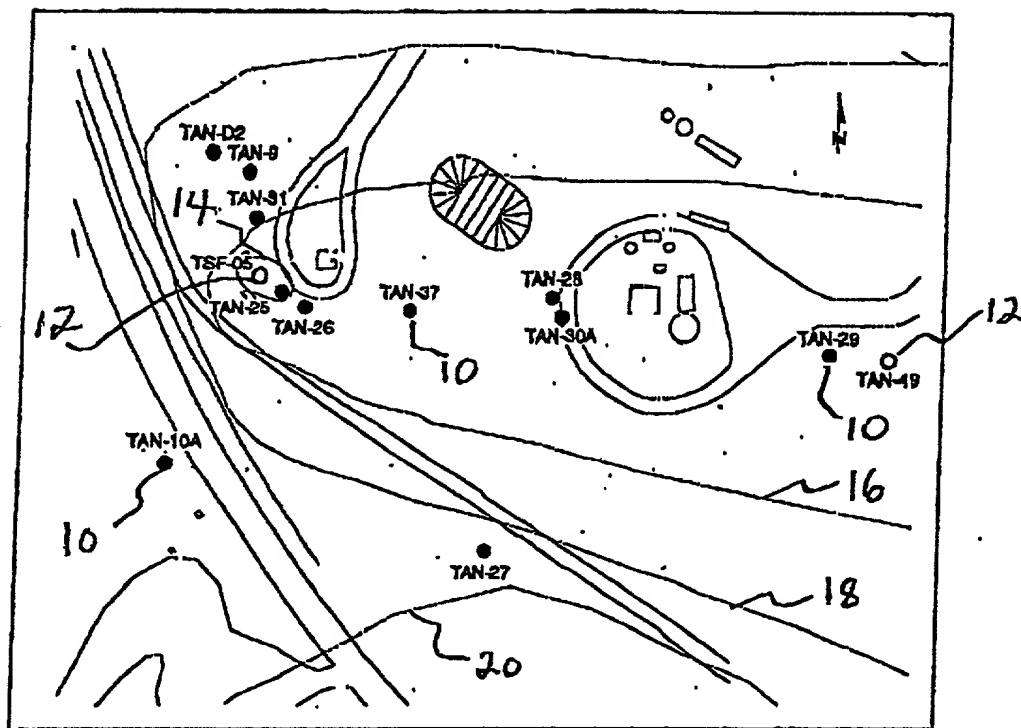 TAN-D2
TAN-9
N
TAN-31
14
TSF-05
TAN-25
TAN-26
12
TAN-37
10
TAN-28
TAN-30A
TAN-29
12
TAN-49
10
TAN-10A
10
16
TAN-27
18
20